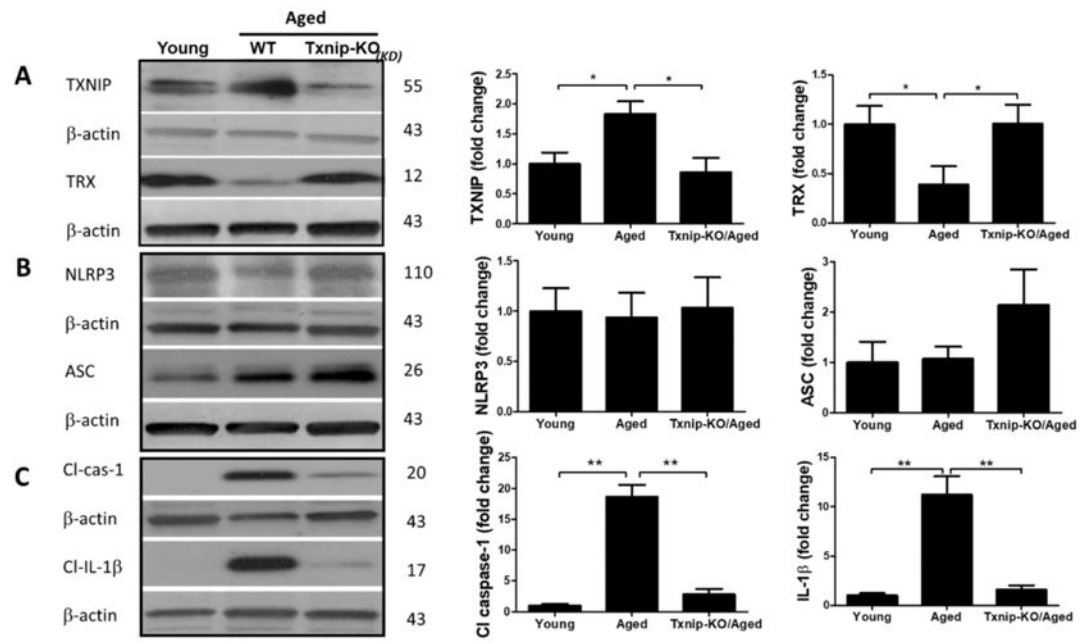 Aged
Young WT Txnip-KO
(KD)
A
TXNIP 55
β-actin 43
TRX 12
β-actin 43
B
NLRP3 110
β-actin 43
ASC 26
β-actin 43
C
Cl-cas-1 20
β-actin 43
Cl-IL-1β 17
β-actin 43
TXNIP (fold change)
2.5
2.0
1.5
1.0
0.5
0.0
* *
Young Aged Txnip-KO/Aged
TRX (fold change)
1.5
1.0
0.5
0.0
* *
Young Aged Txnip-KO/Aged
NLRP3 (fold change)
1.5
1.0
0.5
0.0
Young Aged Txnip-KO/Aged
ASC (fold change)
3
2
1
0
Young Aged Txnip-KO/Aged
Cl caspase-1 (fold change)
25
20
15
10
5
0
** **
Young Aged Txnip-KO/Aged
IL-1β (fold change)
15
10
5
0
** **
Young Aged Txnip-KO/Aged